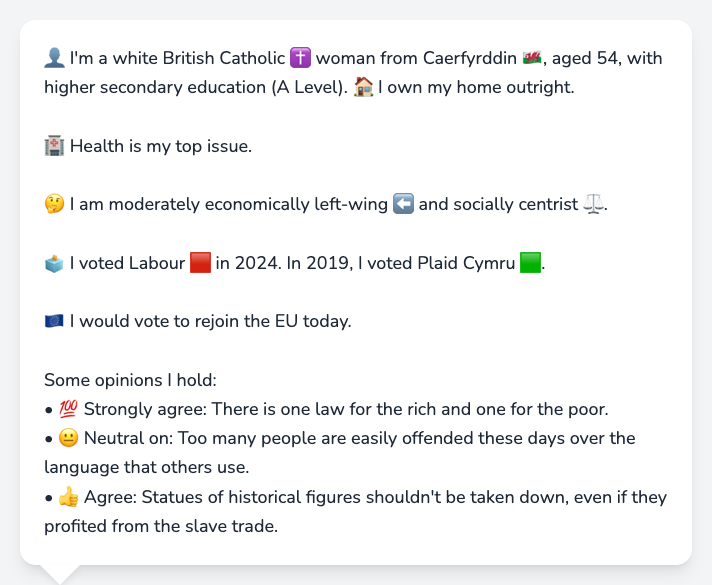 👤 I'm a white British Catholic ✝️ woman from Caerfyrddin 🏴󠁧󠁢󠁷󠁬󠁳󠁿, aged 54, with
higher secondary education (A Level). 🏠 I own my home outright.
🏥 Health is my top issue.
🤔 I am moderately economically left-wing ⬅️ and socially centrist ⚖️.
🗳️ I voted Labour 🟥 in 2024. In 2019, I voted Plaid Cymru 🟩.
🇪🇺 I would vote to rejoin the EU today.
Some opinions I hold:
• 💯 Strongly agree: There is one law for the rich and one for the poor.
• 😐 Neutral on: Too many people are easily offended these days over the
language that others use.
• 👍 Agree: Statues of historical figures shouldn't be taken down, even if they
profited from the slave trade.